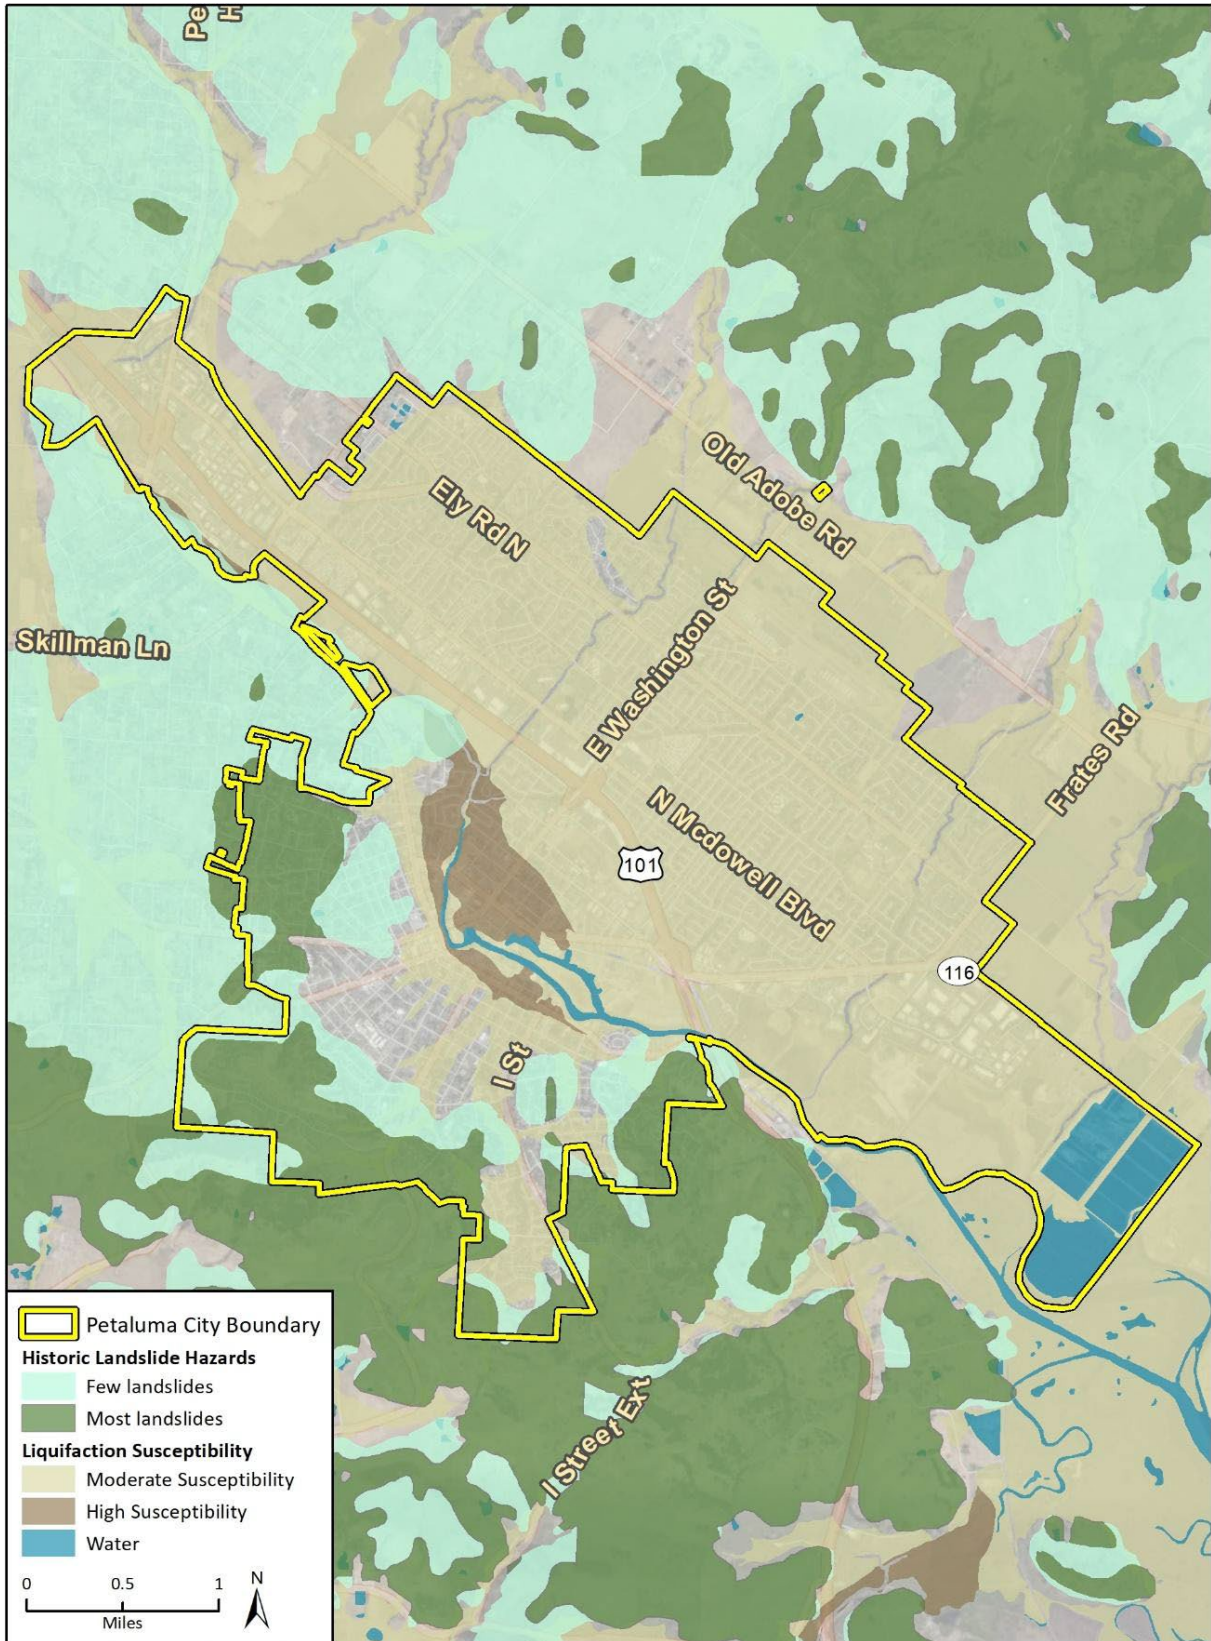 Pe
H
Ely Rd N
Old Adobe Rd
Skillman Ln
E Washington St
Frates Rd
N Mcdowell Blvd
101
116
I St
I Street Ext
Petaluma City Boundary
Historic Landslide Hazards
Few landslides
Most landslides
Liquifaction Susceptibility
Moderate Susceptibility
High Susceptibility
Water
0 0.5 1
Miles
N